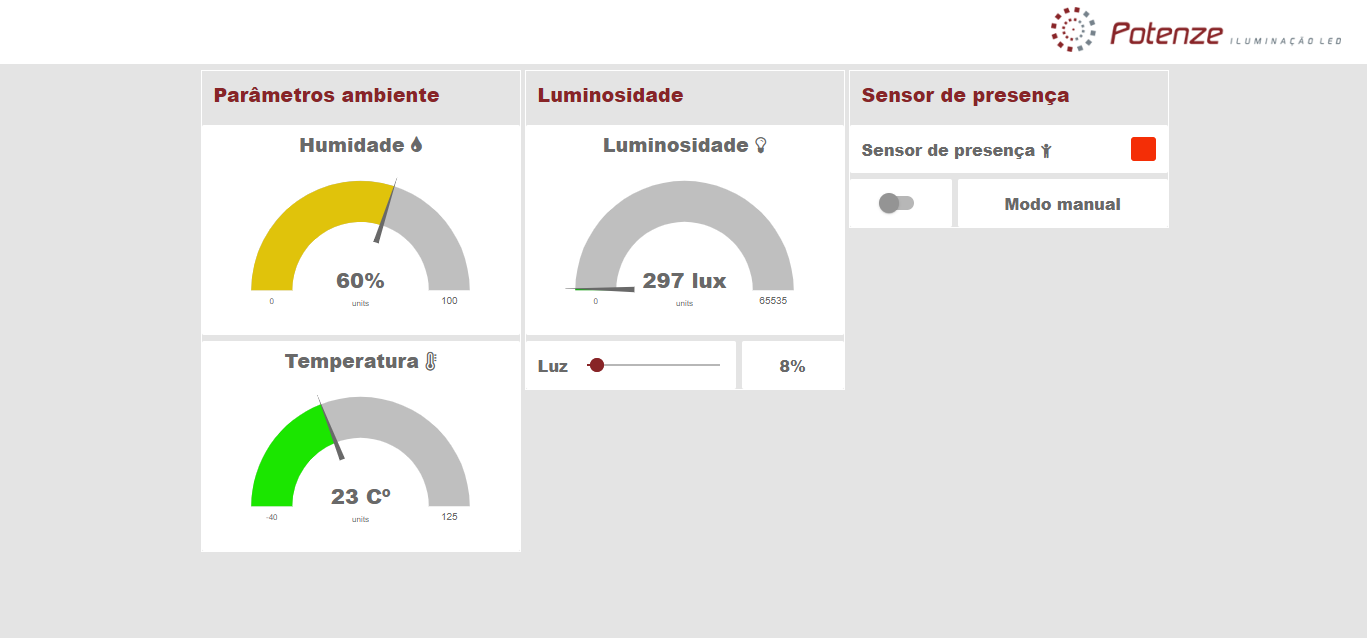 Potenze ILUMINAÇÃO LED
Parâmetros ambiente
Humidade
60%
0
units
100
Temperatura
23 Cº
-40
units
125
Luminosidade
Luminosidade
297 lux
0
units
65535
Luz
8%
Sensor de presença
Sensor de presença
Modo manual